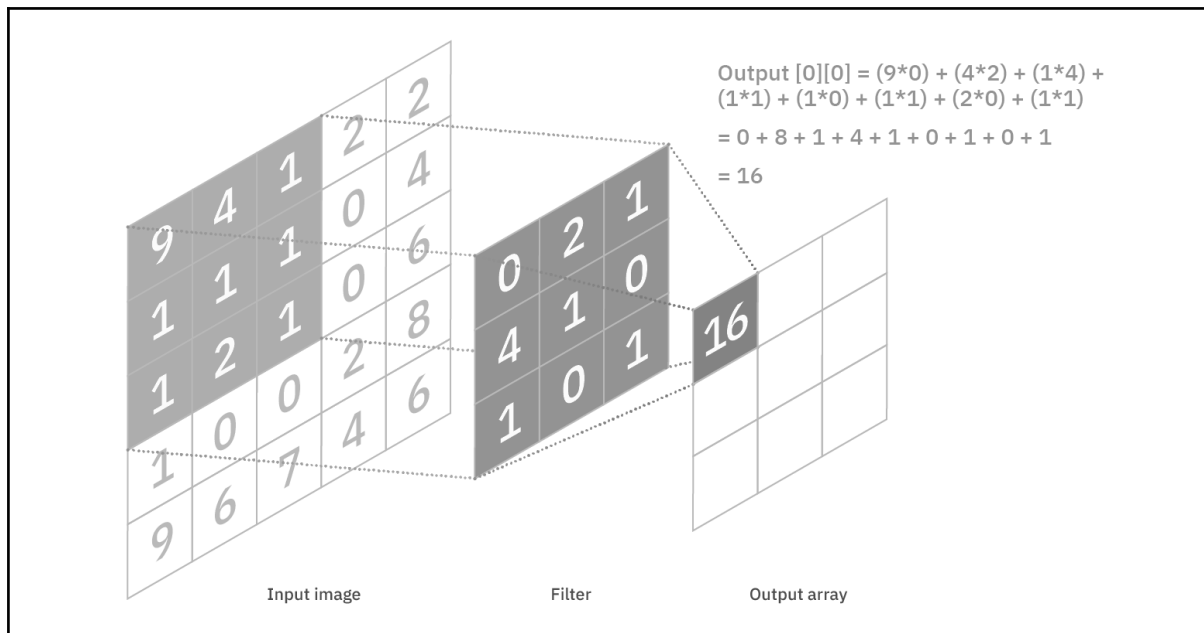 Output [0][0] = (9*0) + (4*2) + (1*4) +
(1*1) + (1*0) + (1*1) + (2*0) + (1*1)
= 0 + 8 + 1 + 4 + 1 + 0 + 1 + 0 + 1
= 16
9 4 1 2 2
1 1 1 0 4
1 2 1 0 6
1 0 0 2 8
9 6 7 4 6
0 2 1
4 1 0
1 0 1
16
Input image
Filter
Output array